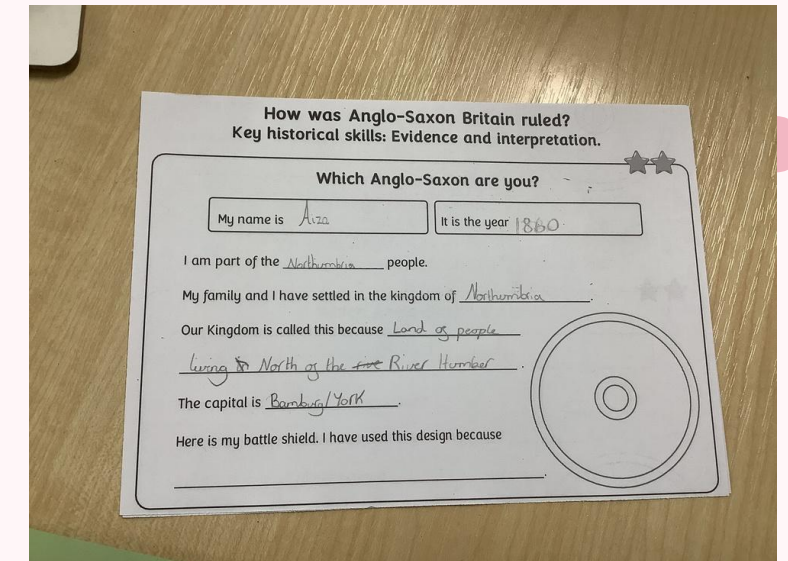 How was Anglo-Saxon Britain ruled?
Key historical skills: Evidence and interpretation.
Which Anglo-Saxon are you?
My name is Aiza
It is the year 1860
I am part of the Northumbria people.
My family and I have settled in the kingdom of Northumbria.
Our Kingdom is called this because Land of people
living North of the River Humber.
The capital is Bamburg/York.
Here is my battle shield. I have used this design because